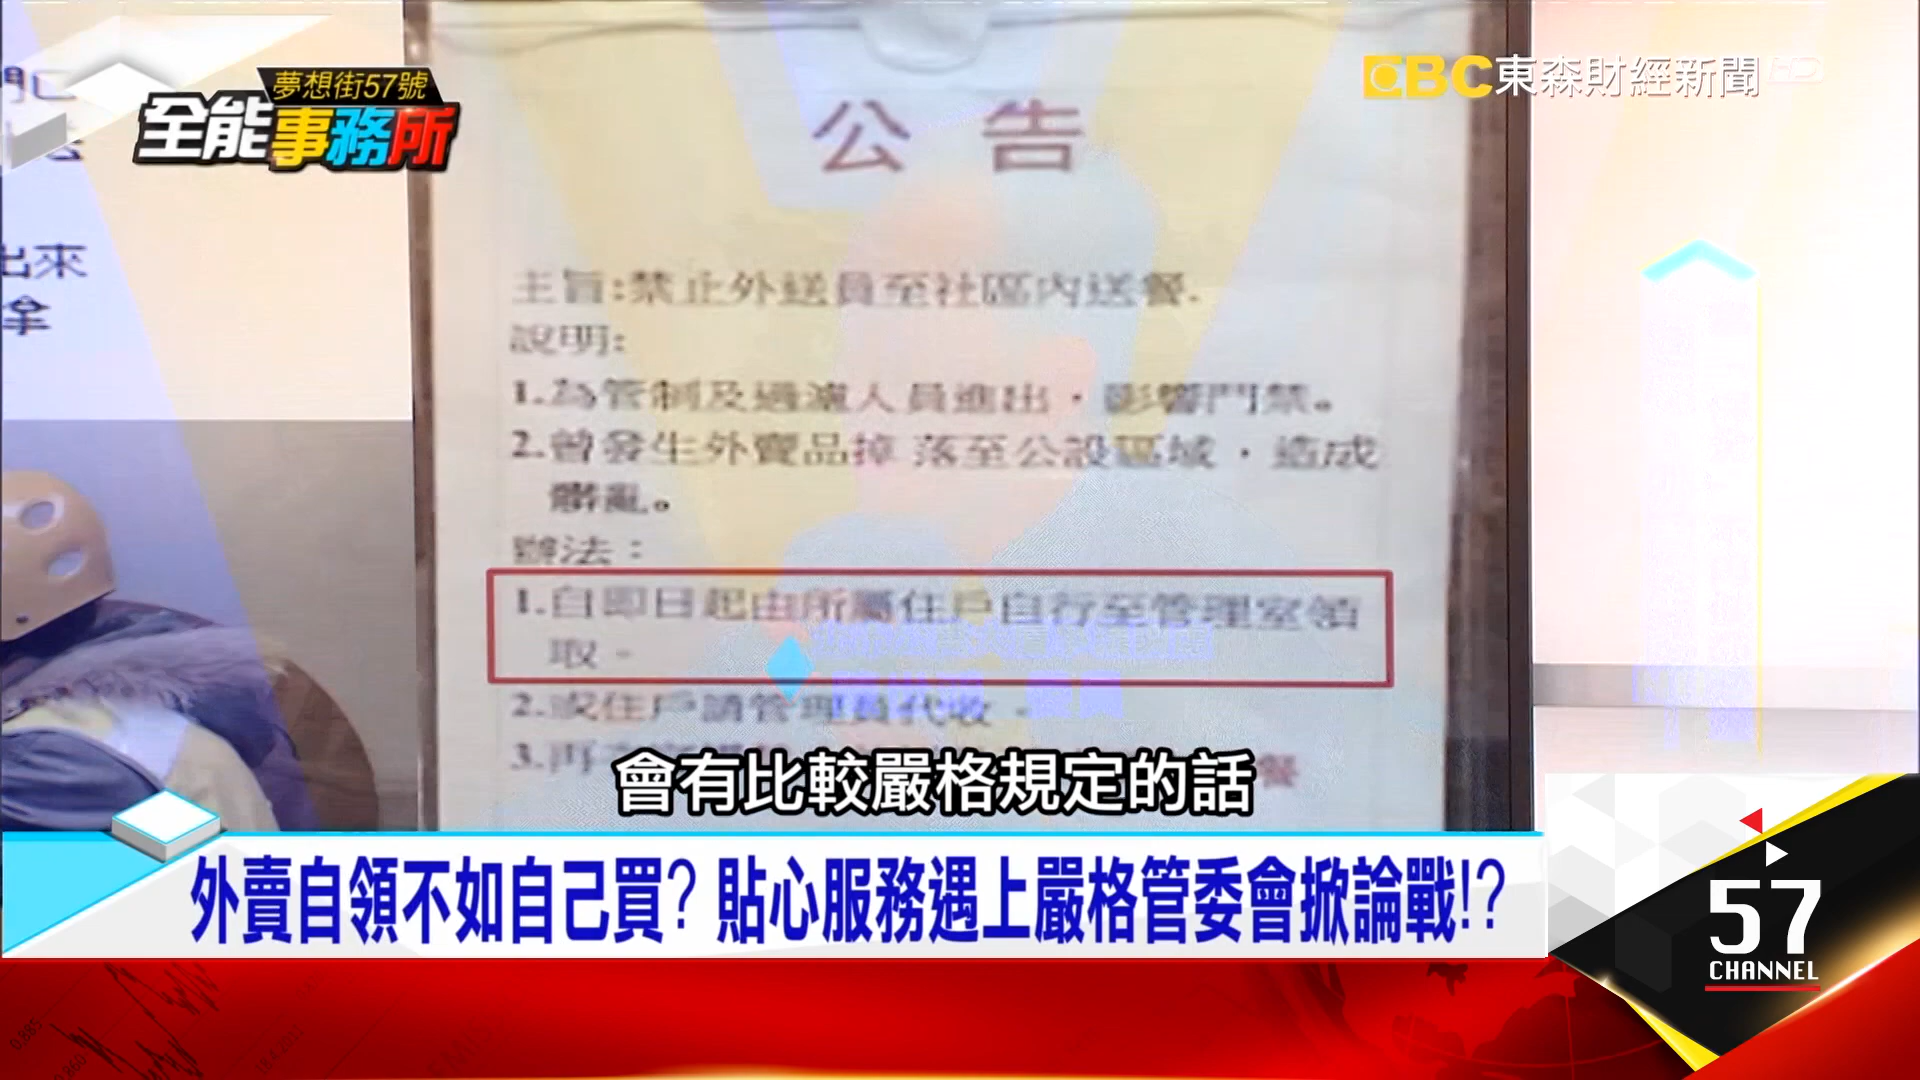 夢想街57號
全能事務所
EBC東森財經新聞
出來
拿
公告
主旨:禁止外送員至社區內送餐.
說明:
1.為管制及過濾人員進出，影響門禁。
2.曾發生外賣品掉 落至公設區域，造成
髒亂。
辦法：
1.自即日起由所屬住戶自行至管理室領
取。
2.或住戶請管理員代收。
3.再
餐
會有比較嚴格規定的話
外賣自領不如自己買? 貼心服務遇上嚴格管委會掀論戰!?
57
CHANNEL